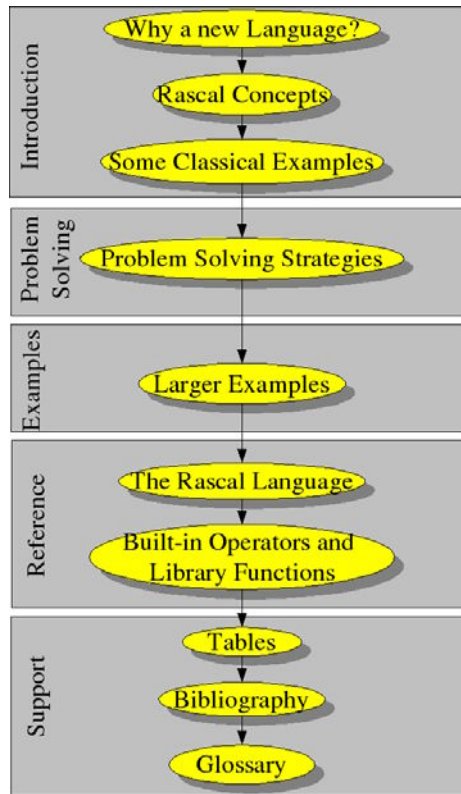 Introduction
Why a new Language?
Rascal Concepts
Some Classical Examples
Problem
Solving
Problem Solving Strategies
Examples
Larger Examples
Reference
The Rascal Language
Built-in Operators and
Library Functions
Support
Tables
Bibliography
Glossary